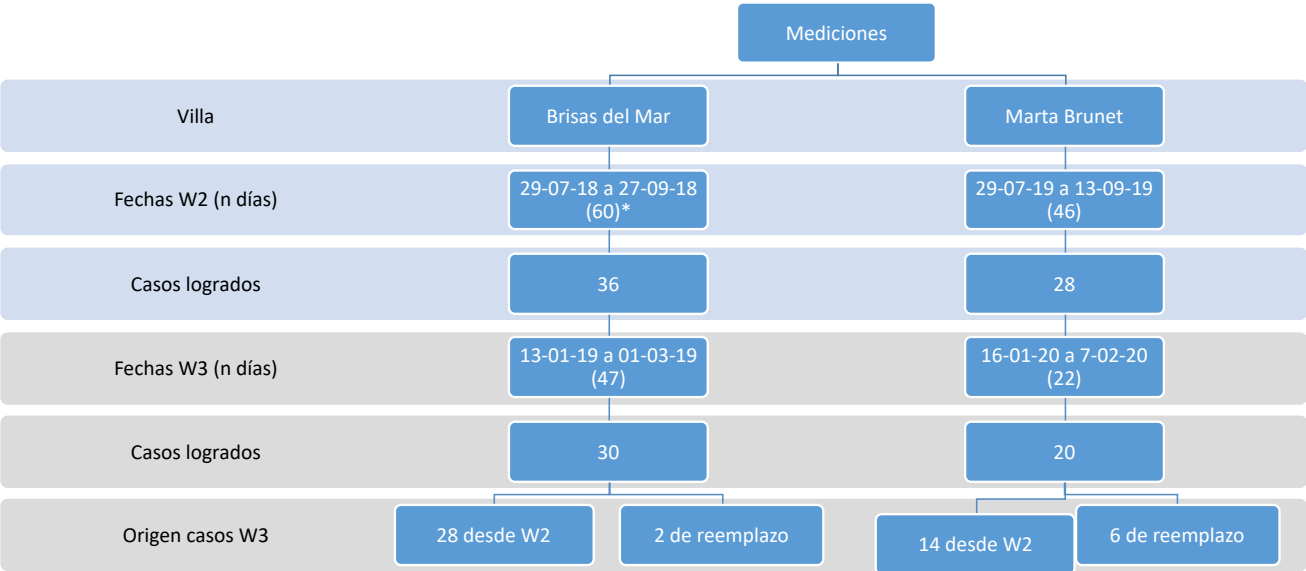 Mediciones
Villa
Brisas del Mar
Marta Brunet
Fechas W2 (n días)
29-07-18 a 27-09-18
(60)*
29-07-19 a 13-09-19
(46)
Casos logrados
36
28
Fechas W3 (n días)
13-01-19 a 01-03-19
(47)
16-01-20 a 7-02-20
(22)
Casos logrados
30
20
Origen casos W3
28 desde W2
2 de reemplazo
14 desde W2
6 de reemplazo